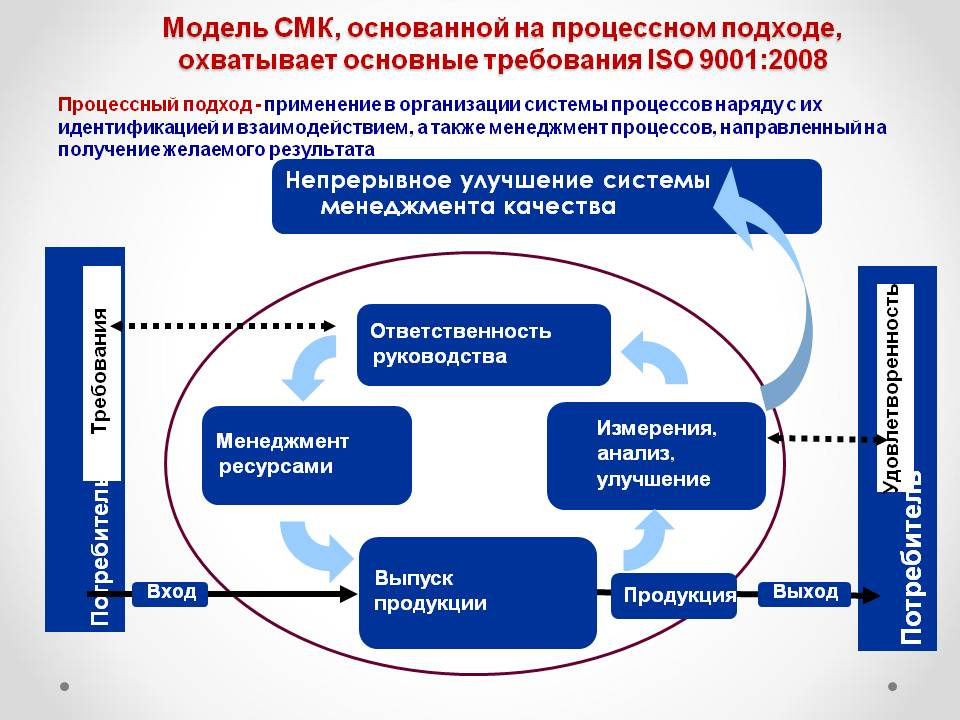 Модель СМК, основанной на процессном подходе,
охватывает основные требования ISO 9001:2008
Процессный подход - применение в организации системы процессов наряду с их
идентификацией и взаимодействием, а также менеджмент процессов, направленный на
получение желаемого результата
Непрерывное улучшение системы
менеджмента качества
Потребитель
Требования
Ответственность
руководства
Менеджмент
ресурсами
Измерения,
анализ,
улучшение
Выпуск
продукции
Вход
Продукция
Выход
Удовлетворенность
Потребитель